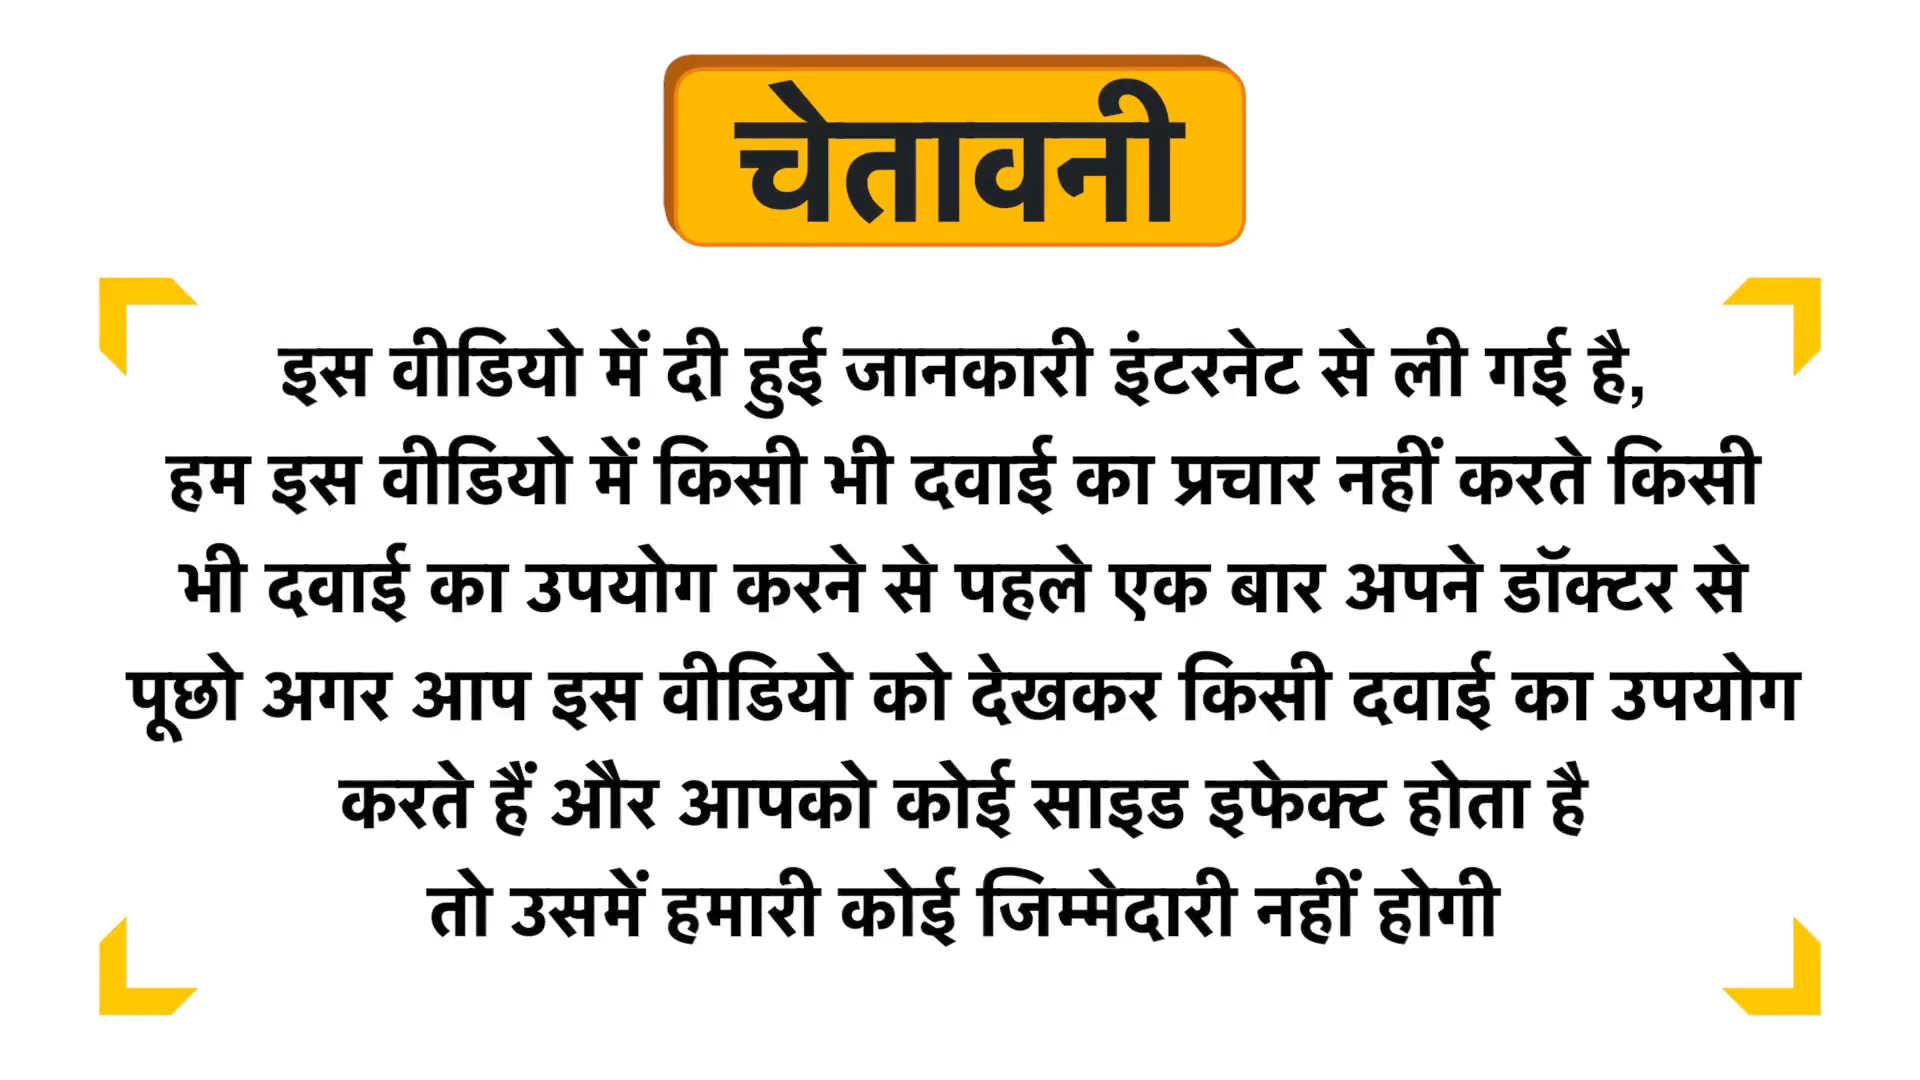 चेतावनी
इस वीडियो में दी हुई जानकारी इंटरनेट से ली गई है,
हम इस वीडियो में किसी भी दवाई का प्रचार नहीं करते किसी
भी दवाई का उपयोग करने से पहले एक बार अपने डॉक्टर से
पूछो अगर आप इस वीडियो को देखकर किसी दवाई का उपयोग
करते हैं और आपको कोई साइड इफेक्ट होता है
तो उसमें हमारी कोई जिम्मेदारी नहीं होगी